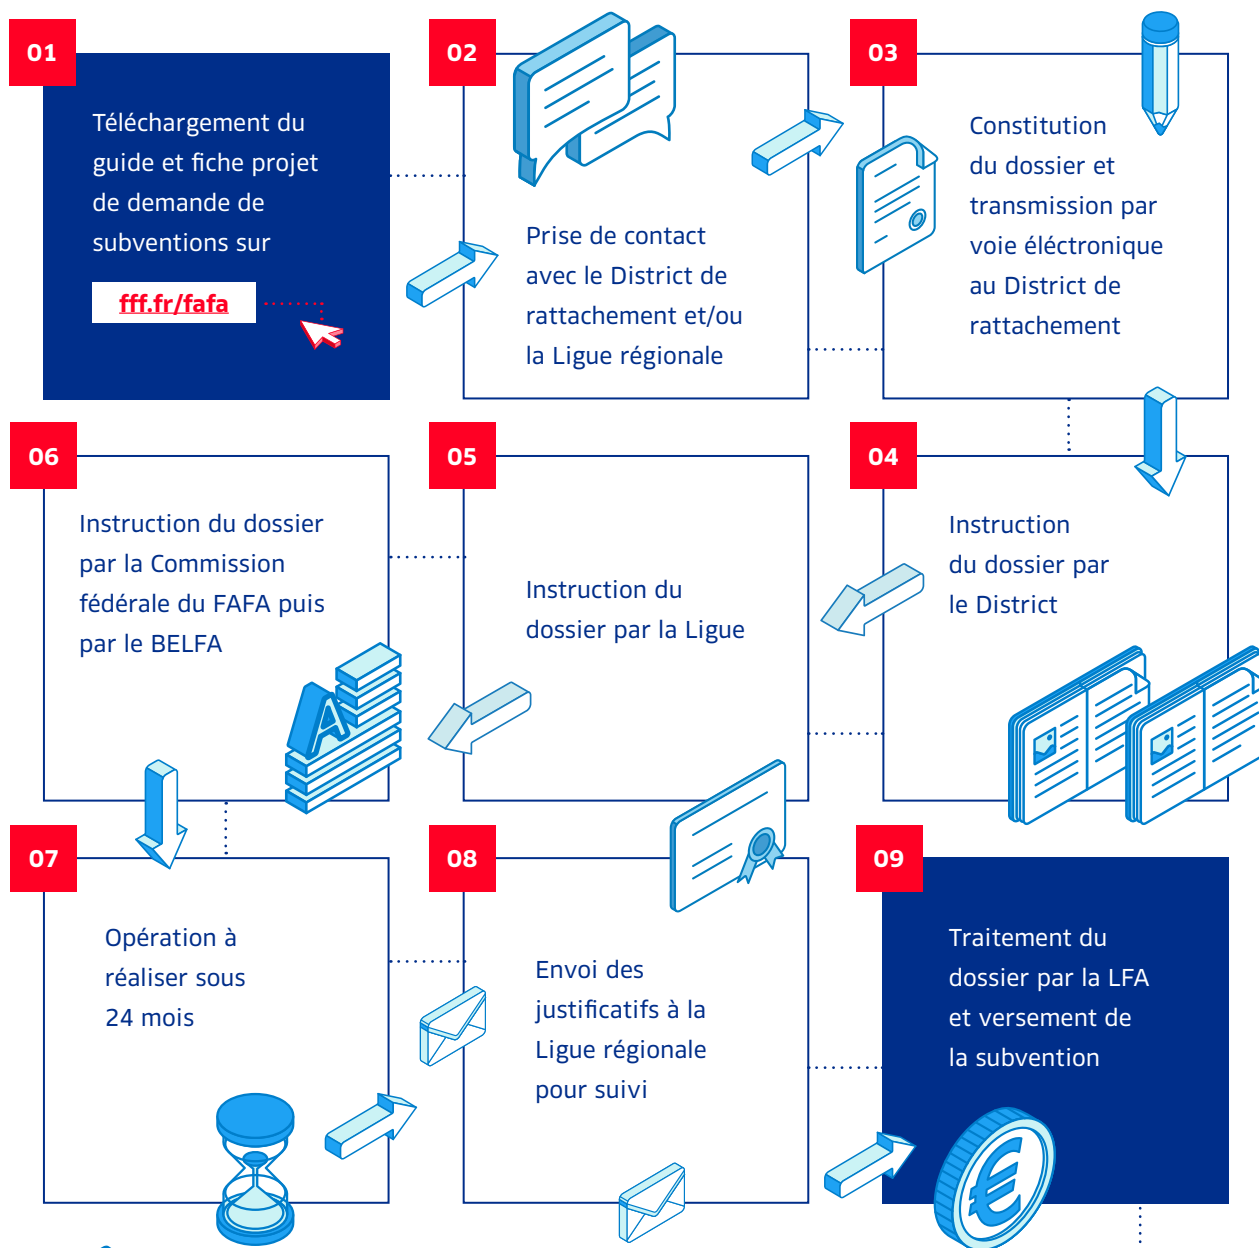 01
Téléchargement du
guide et fiche projet
de demande de
subventions sur
fff.fr/fafa
02
Prise de contact
avec le District de
rattachement et/ou
la Ligue régionale
03
Constitution
du dossier et
transmission par
voie éléctronique
au District de
rattachement
04
Instruction
du dossier par
le District
05
Instruction du
dossier par la Ligue
06
Instruction du dossier
par la Commission
fédérale du FAFA puis
par le BELFA
A
07
Opération à
réaliser sous
24 mois
08
Envoi des
justificatifs à la
Ligue régionale
pour suivi
09
Traitement du
dossier par la LFA
et versement de
la subvention
€